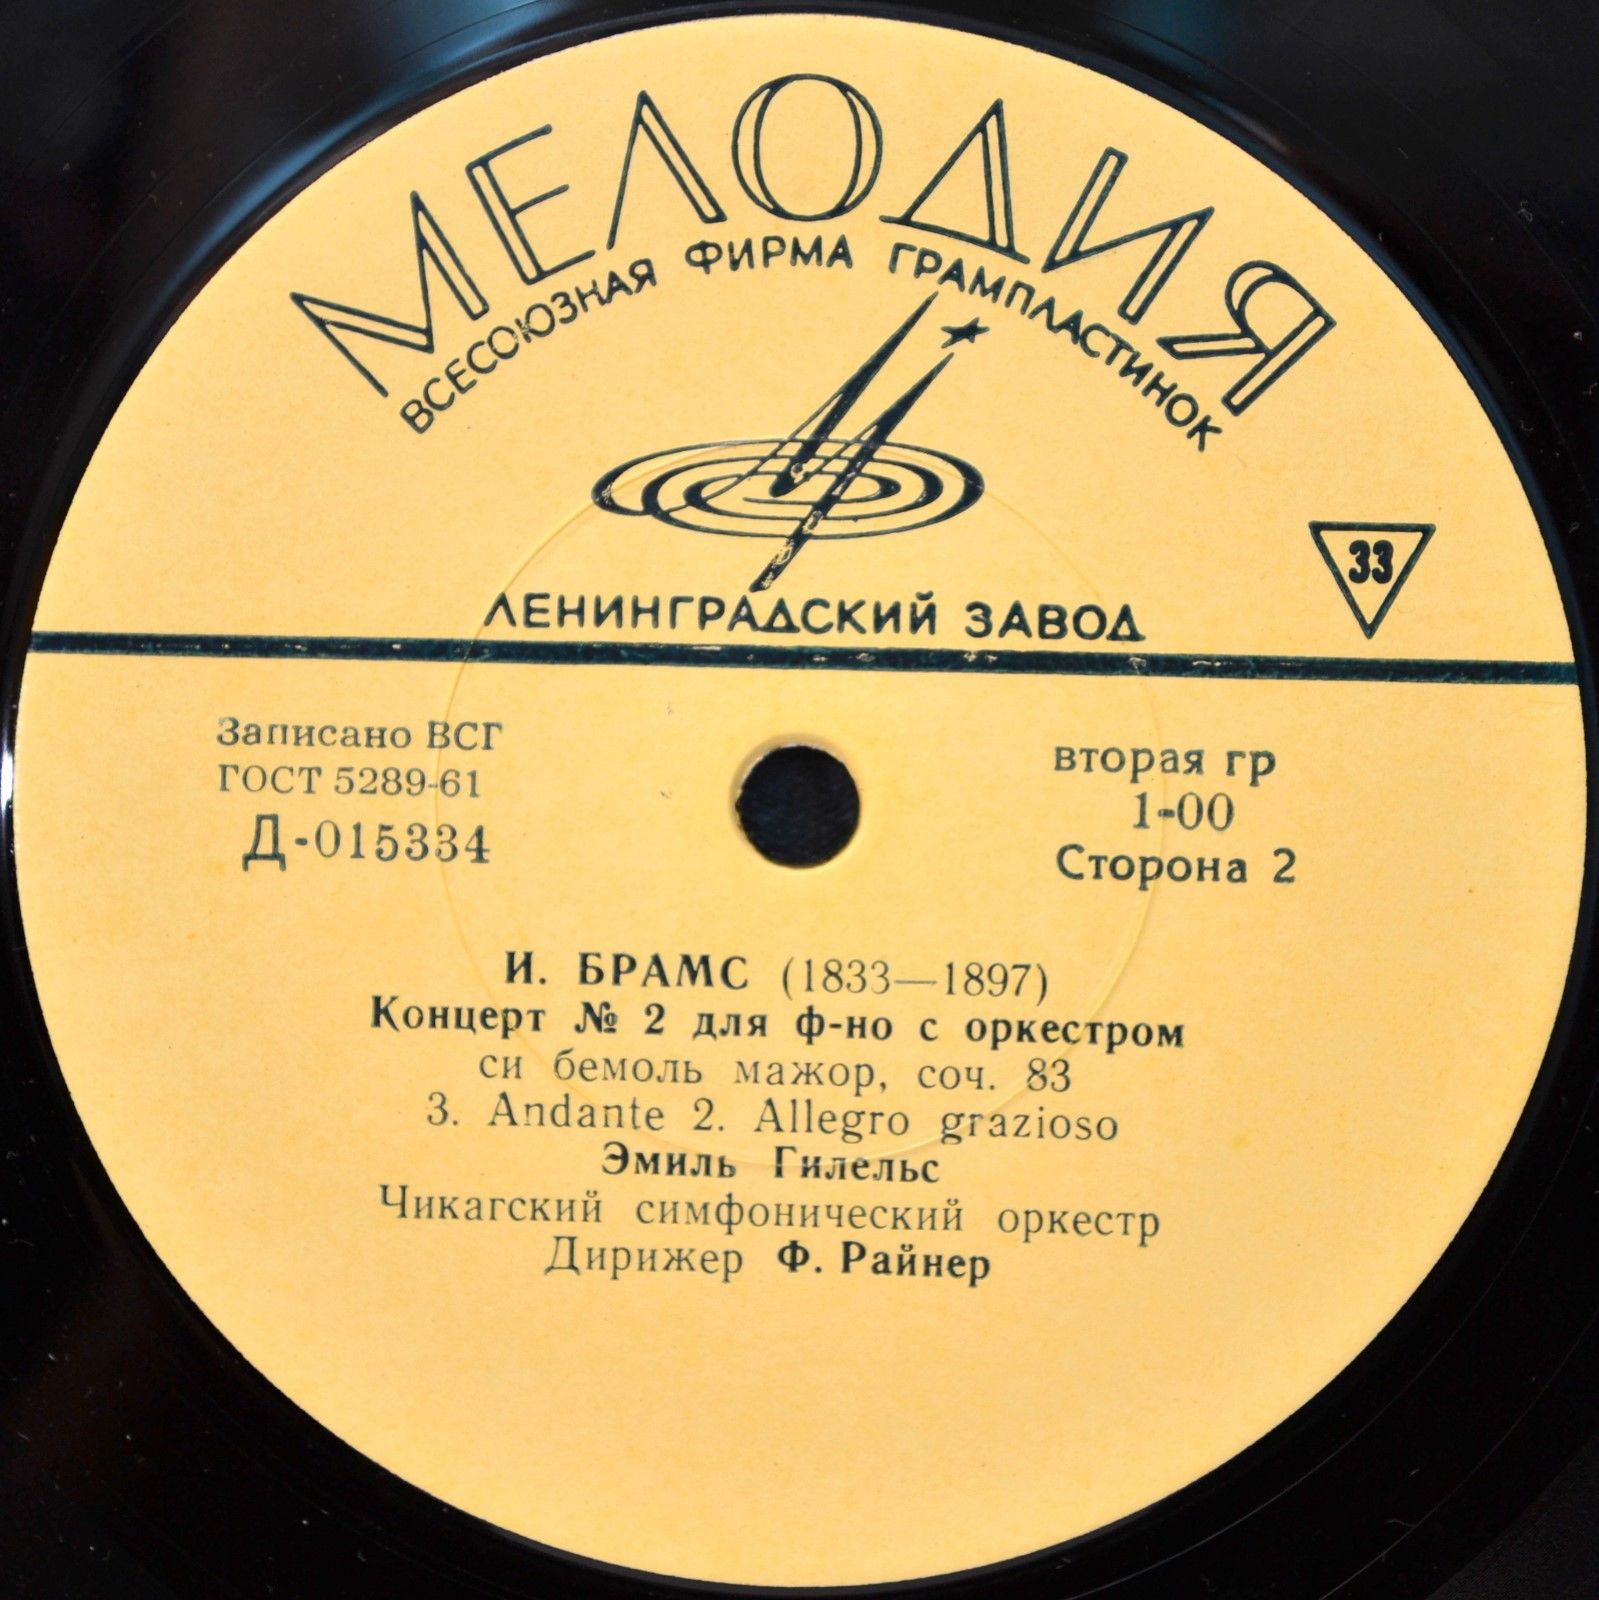 МЕЛОДИЯ
ВСЕСОЮЗНАЯ ФИРМА ГРАМПЛАСТИНОК
33
ЛЕНИНГРАДСКИЙ ЗАВОД
Записано ВСГ
ГОСТ 5289-61
Д-015334
вторая гр
1-00
Сторона 2
И. БРАМС (1833—1897)
Концерт № 2 для ф-но с оркестром
си бемоль мажор, соч. 83
3. Andante 2. Allegro grazioso
Эмиль Гилельс
Чикагский симфонический оркестр
Дирижер Ф. Райнер